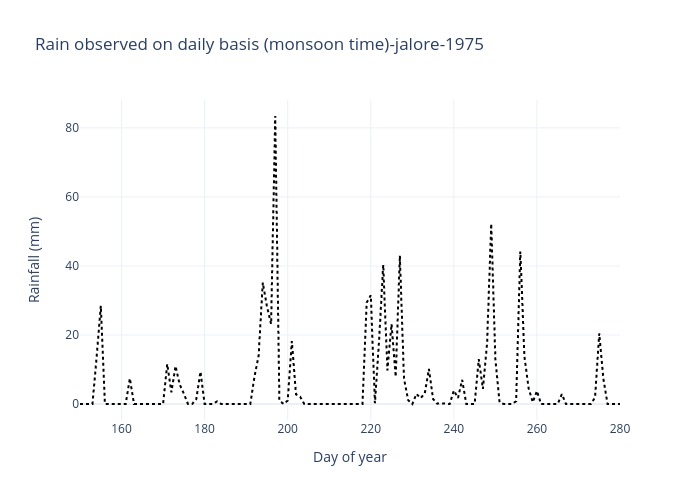 Rain observed on daily basis (monsoon time)-jalore-1975
80
60
40
20
0
Rainfall (mm)
160 180 200 220 240 260 280
Day of year